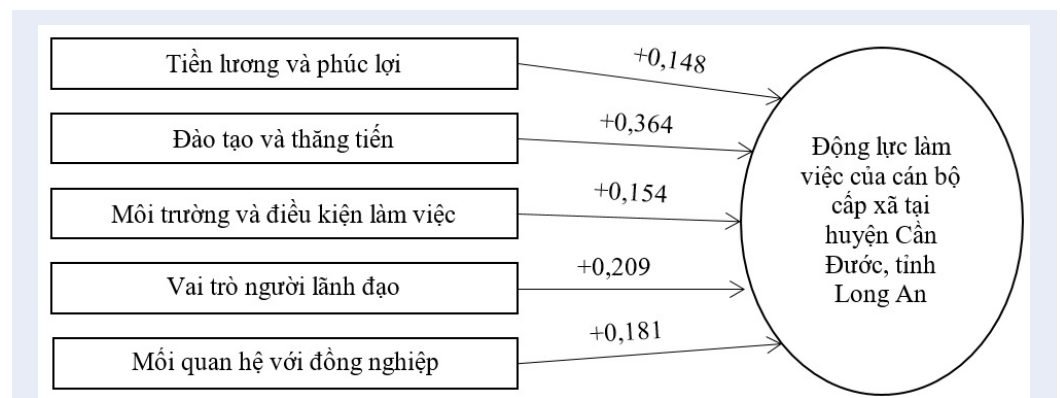 Tiền lương và phúc lợi
+0,148
Đào tạo và thăng tiến
+0,364
Môi trường và điều kiện làm việc
+0,154
Vai trò người lãnh đạo
+0,209
Mối quan hệ với đồng nghiệp
+0,181
Động lực làm
việc của cán bộ
cấp xã tại
huyện Cần
Đước, tỉnh
Long An